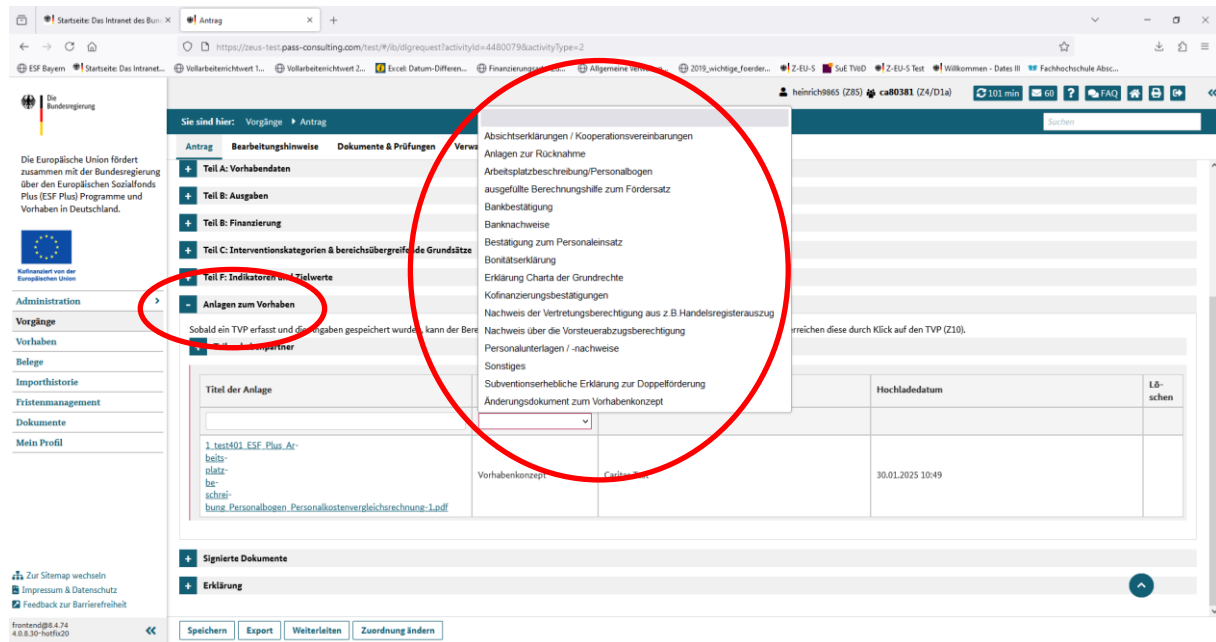 Startseite: Das Intranet des Bun
Antrag
https://zeus-test.pass-consulting.com/test/#/ib/digrequest?activityId=4480079&activityType=2
ESF Bayern
Startseite: Das Intranet...
Vollarbeiterrichtwert 1...
Vollarbeiterrichtwert 2...
Excel: Datum-Differen...
2019_wichtige_foerder...
Z-EU-S
SuE TVöD
Z-EU-S Test
Willkommen - Dates III
Fachhochschule Absc...
Die
Bundesregierung
heinrich9865 (Z85) ca80381 (Z4/D1a)
101 min
60
?
FAQ
Sie sind hier: Vorgänge Antrag
Suchen
Antrag Bearbeitungshinweise Dokumente & Prüfungen Verwa
Die Europäische Union fördert
zusammen mit der Bundesregierung
über den Europäischen Sozialfonds
Plus (ESF Plus) Programme und
Vorhaben in Deutschland.
Kofinanziert von der
Europäischen Union
Administration
Vorgänge
Vorhaben
Belege
Importhistorie
Fristenmanagement
Dokumente
Mein Profil
Zur Sitemap wechseln
Impressum & Datenschutz
Feedback zur Barrierefreiheit
frontend@8.4.74
4.0.8.30-hotfix20
Teil A: Vorhabendaten
Teil B: Ausgaben
Teil B: Finanzierung
Teil C: Interventionskategorien & bereichsübergreifende Grundsätze
Teil F: Indikatoren und Zielwerte
Anlagen zum Vorhaben
Sobald ein TVP erfasst und die Angaben gespeichert wurden, kann der Bere
erreichen diese durch Klick auf den TVP (Z10).
Absichtserklärungen / Kooperationsvereinbarungen
Anlagen zur Rücknahme
Arbeitsplatzbeschreibung/Personalbogen
ausgefüllte Berechnungshilfe zum Fördersatz
Bankbestätigung
Banknachweise
Bestätigung zum Personaleinsatz
Bonitätserklärung
Erklärung Charta der Grundrechte
Kofinanzierungsbestätigungen
Nachweis der Vertretungsberechtigung aus z.B.Handelsregisterauszug
Nachweis über die Vorsteuerabzugsberechtigung
Personalunterlagen / -nachweise
Sonstiges
Subventionserhebliche Erklärung zur Doppelförderung
Änderungsdokument zum Vorhabenkonzept
Titel der Anlage
Hochladedatum
Lö-
schen
1_test401_ESF_Plus_Ar-
beits-
platz-
be-
schrei-
bung_Personalbogen_Personalkostenvergleichsrechnung-1.pdf
Vorhabenkonzept
Caritas Test
30.01.2025 10:49
Signierte Dokumente
Erklärung
Speichern Export Weiterleiten Zuordnung ändern